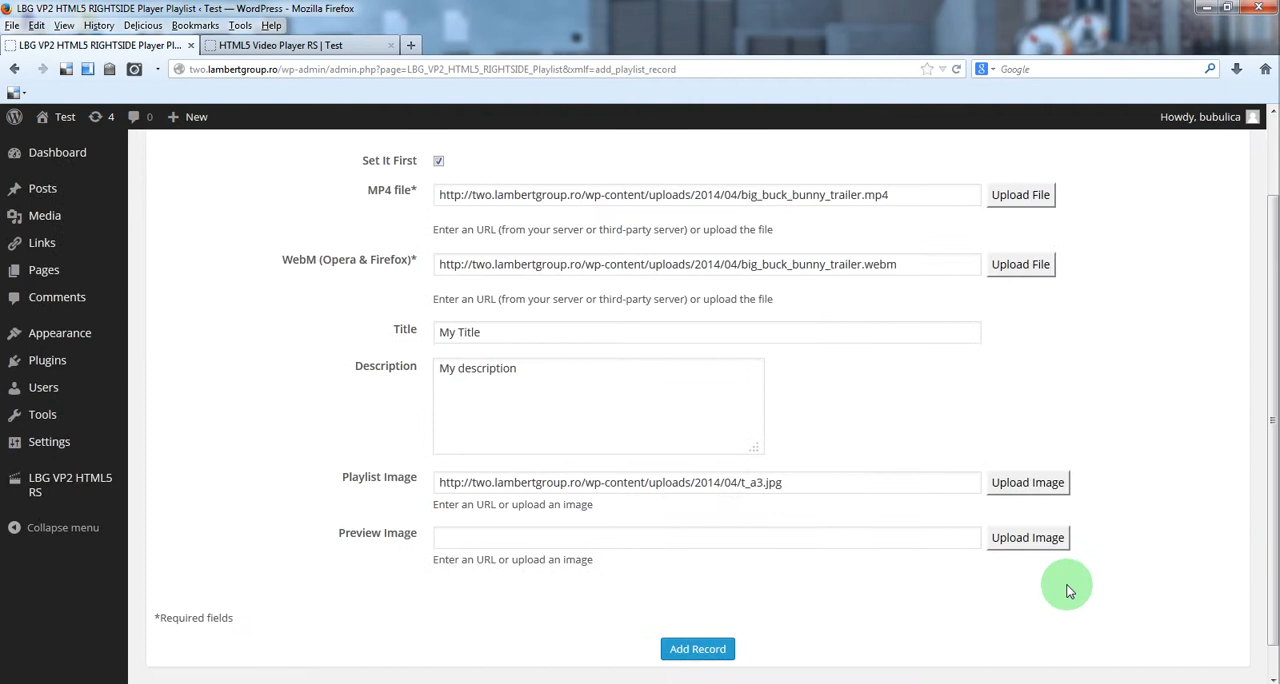 LBG VP2 HTML5 RIGHTSIDE Player Playlist ‹ Test — WordPress - Mozilla Firefox
File Edit View History Delicious Bookmarks Tools Help
LBG VP2 HTML5 RIGHTSIDE Player Pl... × HTML5 Video Player RS | Test × +
two.lambertgroup.ro/wp-admin/admin.php?page=LBG_VP2_HTML5_RIGHTSIDE_Playlist&xmlf=add_playlist_record
Google
Test 4 0 + New Howdy, bubulica
Dashboard
Posts
Media
Links
Pages
Comments
Appearance
Plugins
Users
Tools
Settings
LBG VP2 HTML5
RS
Collapse menu
Set It First
MP4 file* http://two.lambertgroup.ro/wp-content/uploads/2014/04/big_buck_bunny_trailer.mp4 Upload File
Enter an URL (from your server or third-party server) or upload the file
WebM (Opera & Firefox)* http://two.lambertgroup.ro/wp-content/uploads/2014/04/big_buck_bunny_trailer.webm Upload File
Enter an URL (from your server or third-party server) or upload the file
Title My Title
Description My description
Playlist Image http://two.lambertgroup.ro/wp-content/uploads/2014/04/t_a3.jpg Upload Image
Enter an URL or upload an image
Preview Image Upload Image
Enter an URL or upload an image
*Required fields
Add Record